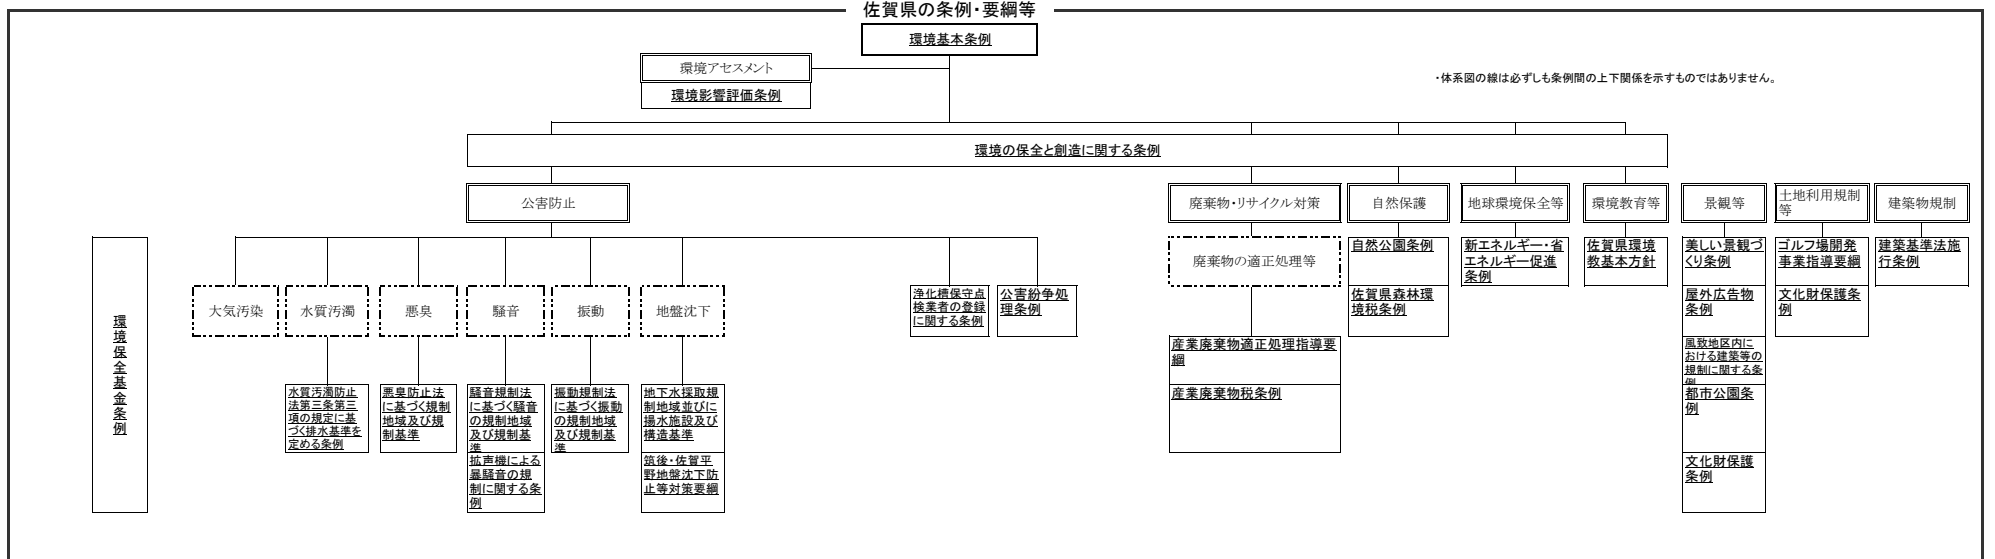 佐賀県の条例・要綱等
環境基本条例
環境アセスメント
環境影響評価条例
・体系図の線は必ずしも条例間の上下関係を示すものではありません。
環境の保全と創造に関する条例
公害防止
廃棄物・リサイクル対策
自然保護
地球環境保全等
環境教育等
景観等
土地利用規制
等
建築物規制
環境保全基金条例
大気汚染
水質汚濁
悪臭
騒音
振動
地盤沈下
浄化槽保守点
検業者の登録
に関する条例
公害紛争処
理条例
廃棄物の適正処理等
自然公園条例
佐賀県森林環
境税条例
新エネルギー・省
エネルギー促進
条例
佐賀県環境
教基本方針
美しい景観づ
くり条例
屋外広告物
条例
風致地区内に
おける建築等の
規制に関する条
例
都市公園条
例
文化財保護
条例
ゴルフ場開発
事業指導要綱
文化財保護条
例
建築基準法施
行条例
水質汚濁防止
法第三条第三
項の規定に基
づく排水基準を
定める条例
悪臭防止法
に基づく規制
地域及び規
制基準
騒音規制法
に基づく騒音
の規制地域
及び規制基
準
拡声機による
暴騒音の規
制に関する条
例
振動規制法
に基づく振動
の規制地域
及び規制基
準
地下水採取規
制地域並びに
揚水施設及び
構造基準
筑後・佐賀平
野地盤沈下防
止等対策要綱
産業廃棄物適正処理指導要
綱
産業廃棄物税条例